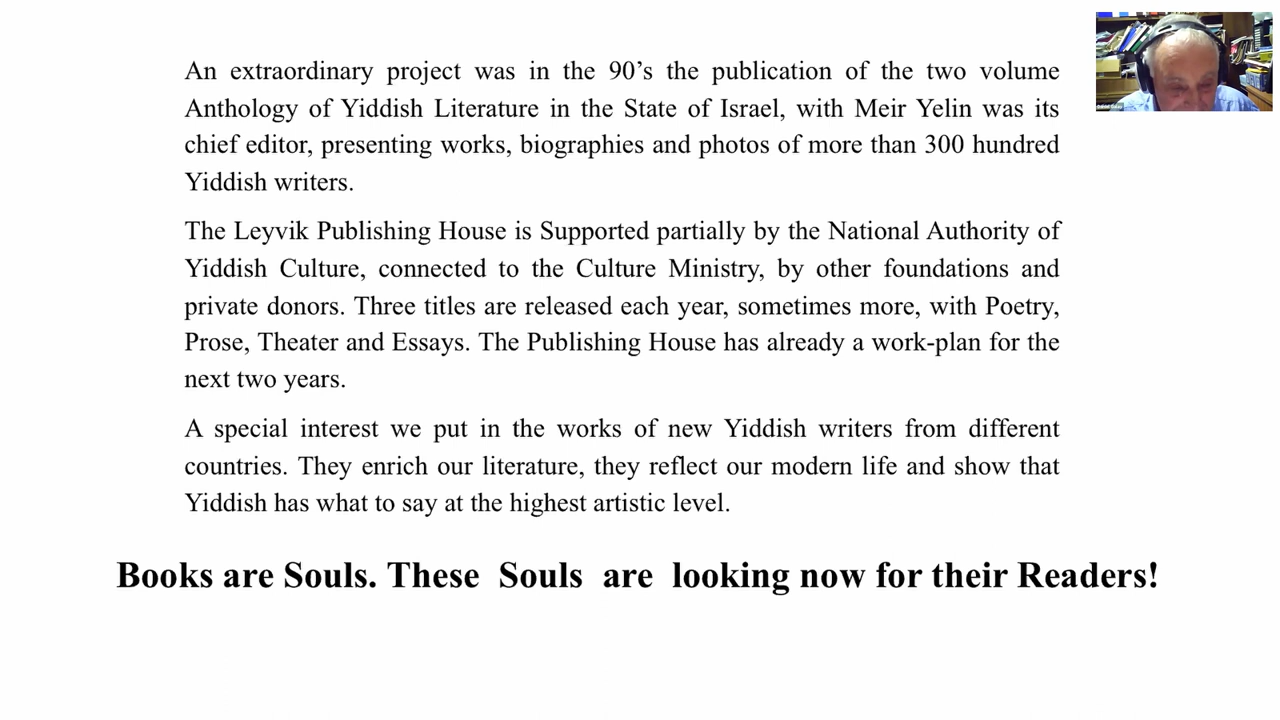 An extraordinary project was in the 90’s the publication of the two volume
Anthology of Yiddish Literature in the State of Israel, with Meir Yelin was its
chief editor, presenting works, biographies and photos of more than 300 hundred
Yiddish writers.
The Leyvik Publishing House is Supported partially by the National Authority of
Yiddish Culture, connected to the Culture Ministry, by other foundations and
private donors. Three titles are released each year, sometimes more, with Poetry,
Prose, Theater and Essays. The Publishing House has already a work-plan for the
next two years.
A special interest we put in the works of new Yiddish writers from different
countries. They enrich our literature, they reflect our modern life and show that
Yiddish has what to say at the highest artistic level.
Books are Souls. These Souls are looking now for their Readers!